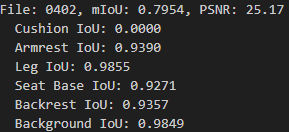 File: 0402, mIoU: 0.7954, PSNR: 25.17
Cushion IoU: 0.0000
Armrest IoU: 0.9390
Leg IoU: 0.9855
Seat Base IoU: 0.9271
Backrest IoU: 0.9357
Background IoU: 0.9849